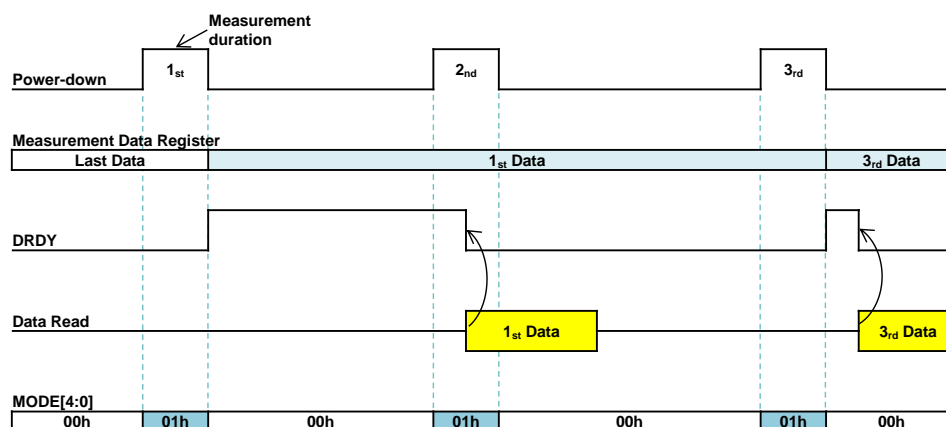 Measurement
duration
Power-down
1st
2nd
3rd
Measurement Data Register
Last Data
1st Data
3rd Data
DRDY
Data Read
1st Data
3rd Data
MODE[4:0]
00h
01h
00h
01h
00h
01h
00h